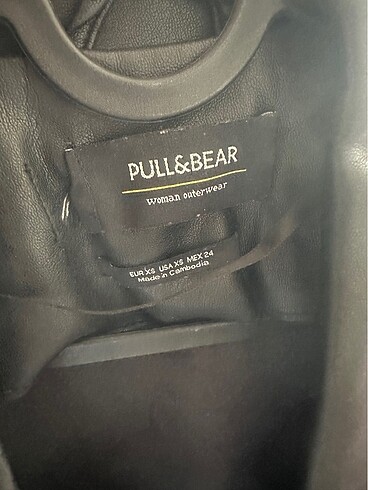 PULL&BEAR
woman outerwear
EUR XS USA XS MEX 24
Made in Cambodia